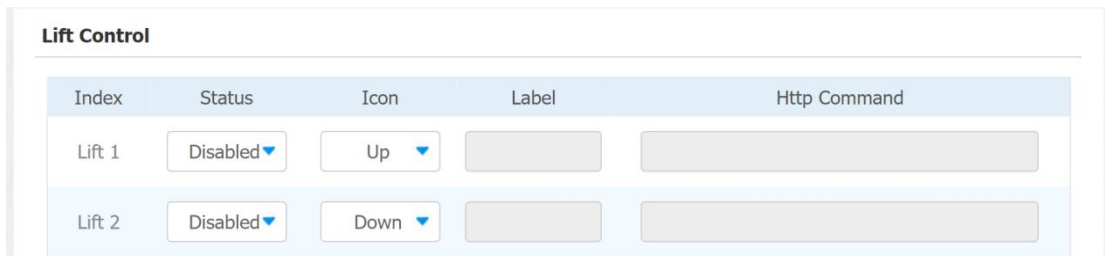 Lift Control
Index Status Icon Label Http Command
Lift 1 Disabled Up
Lift 2 Disabled Down